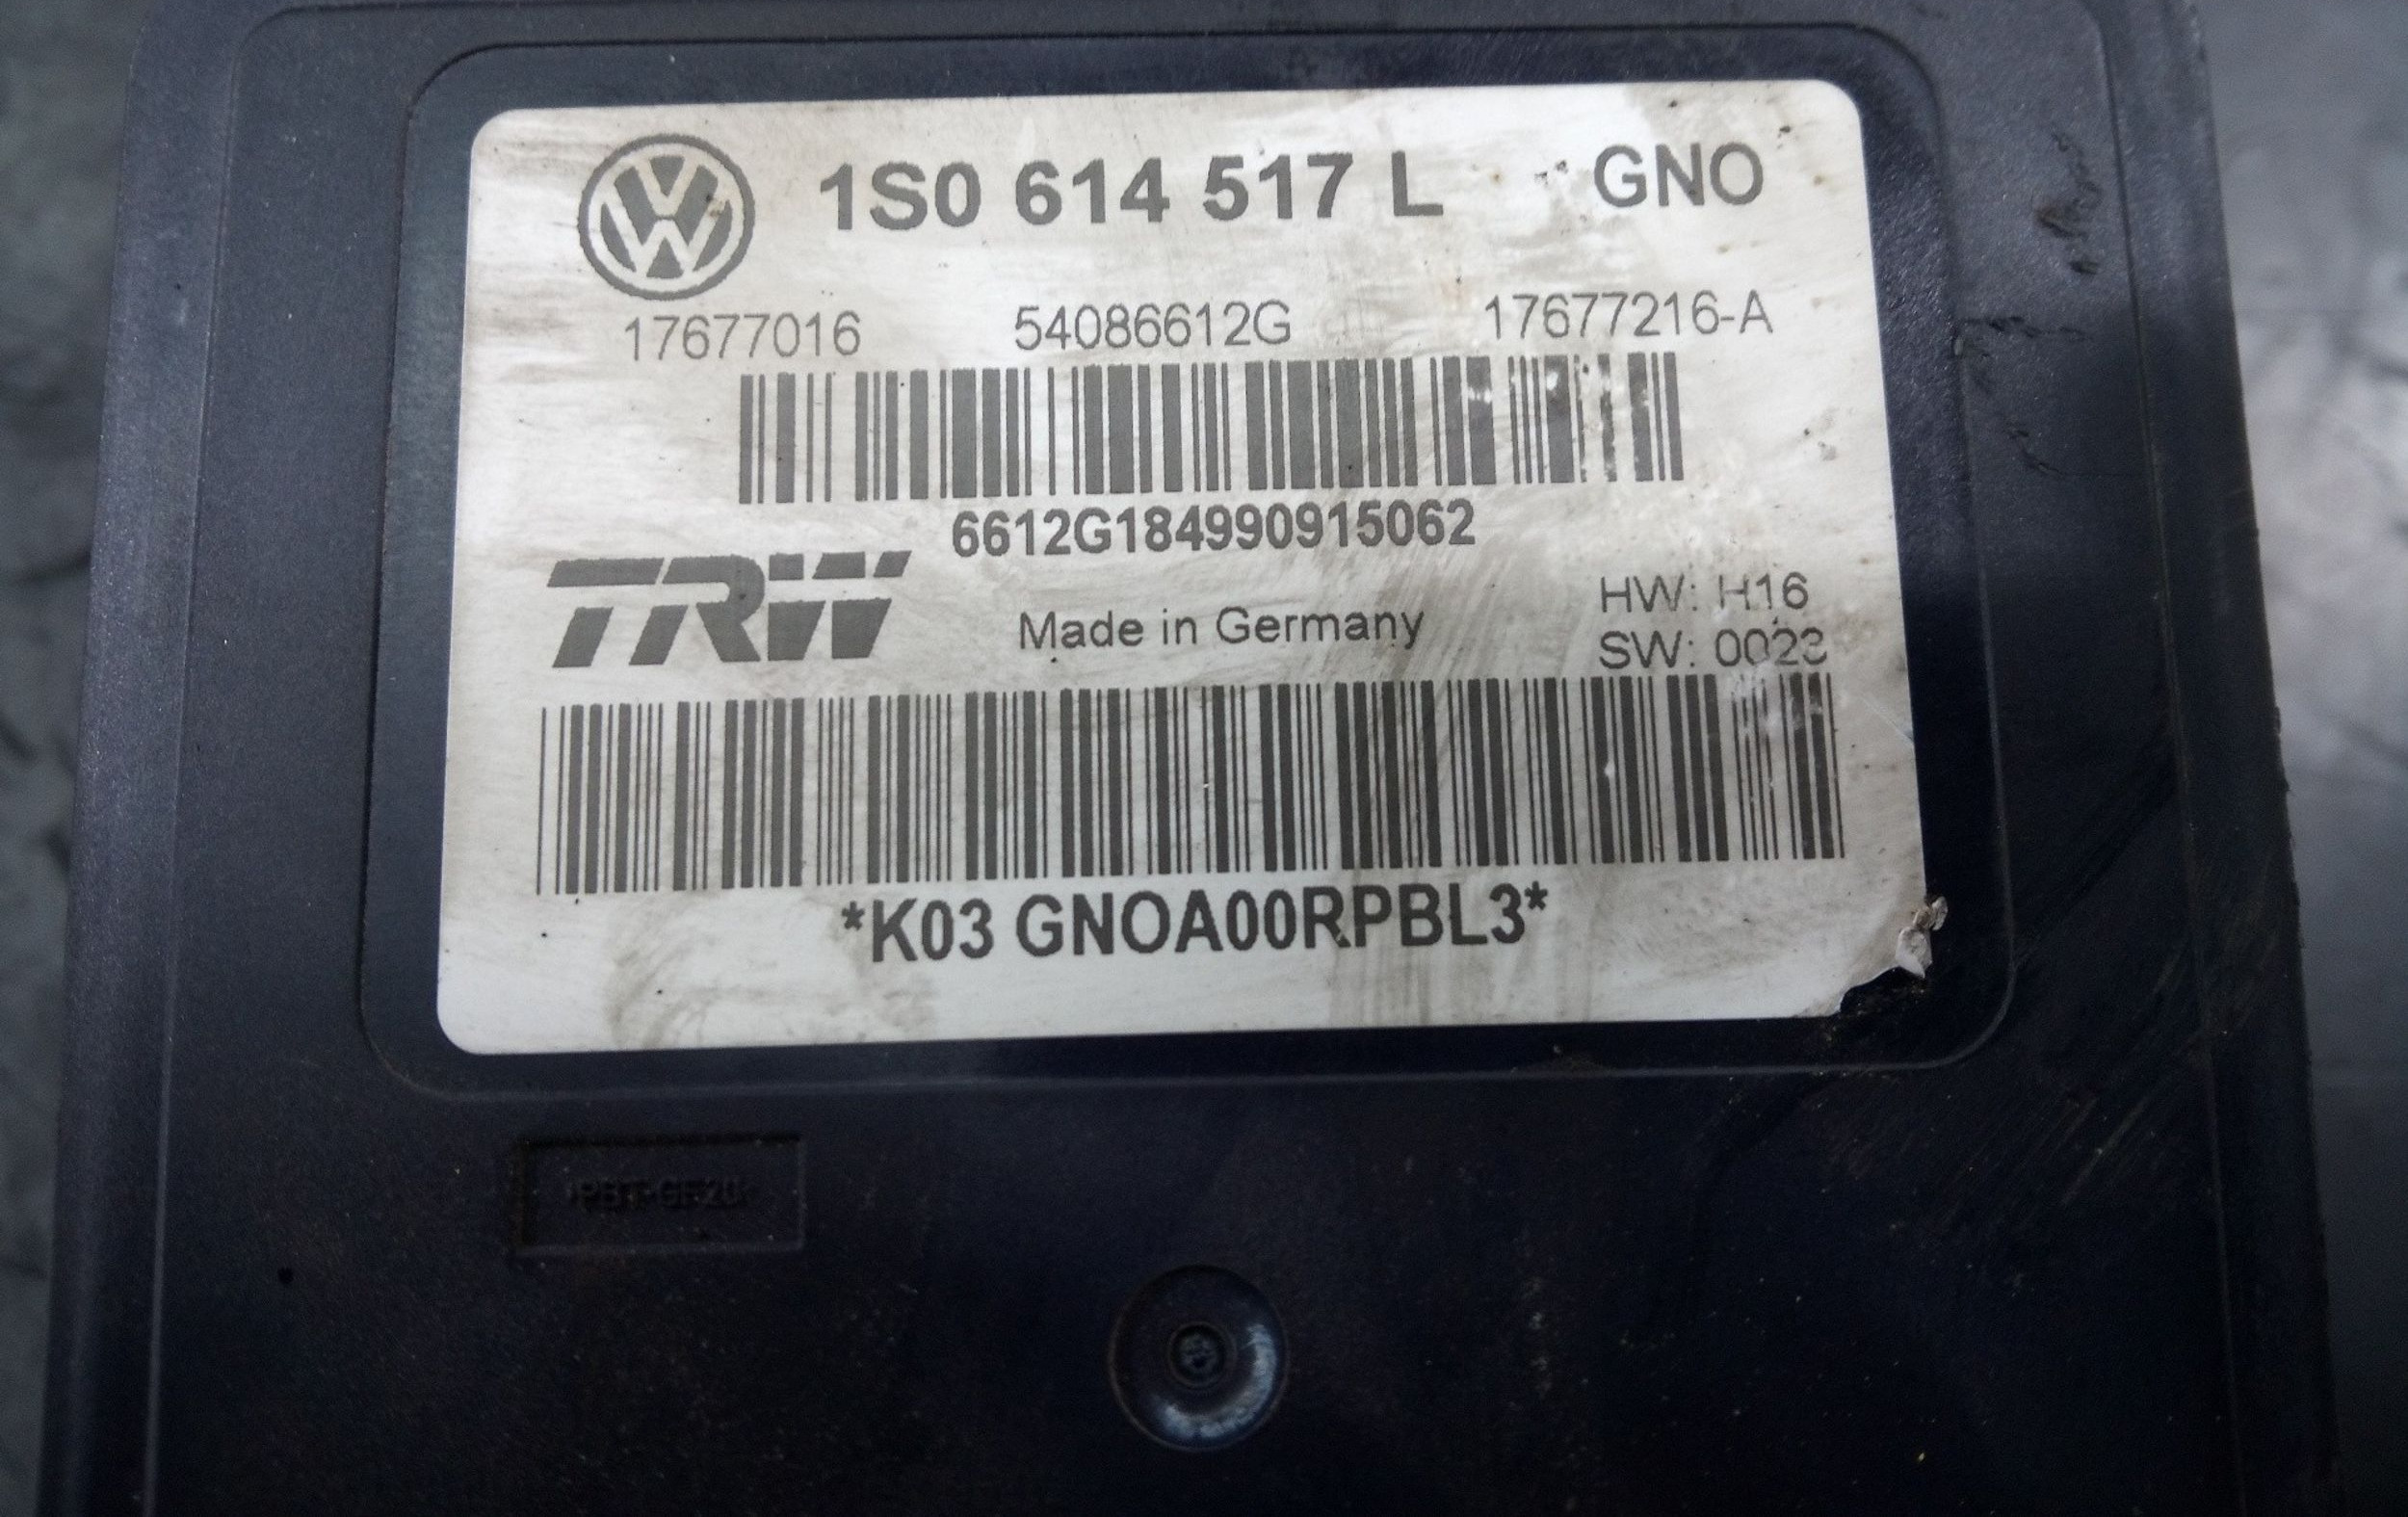 1S0 614 517 L GNO
17677016 54086612G 17677216-A
6612G184990915062
TRW
Made in Germany
HW: H16
SW: 0023
*K03 GNOA00RPBL3*